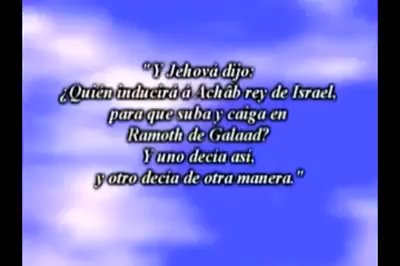 "Y Jehová dijo:
¿Quién inducirá á Achâb rey de Israel,
para que suba y caiga en
Ramoth de Galaad?
Y uno decía así,
y otro decía de otra manera."